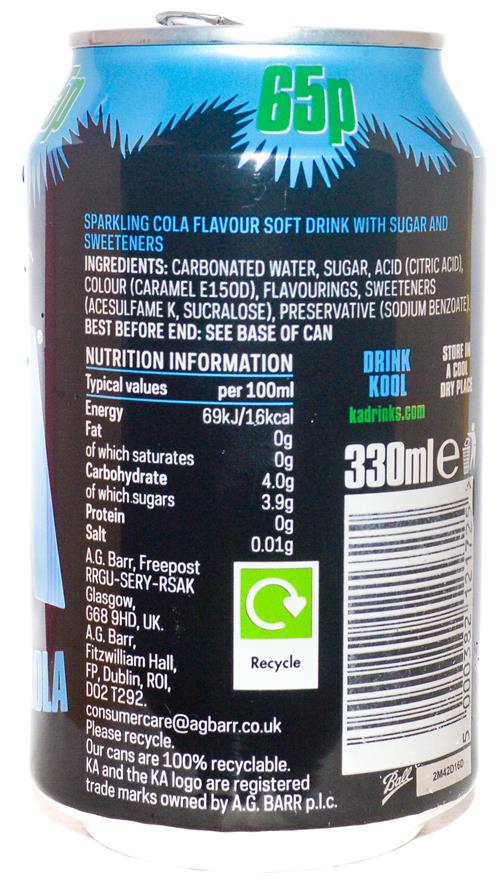 65p
SPARKLING COLA FLAVOUR SOFT DRINK WITH SUGAR AND
SWEETENERS
INGREDIENTS: CARBONATED WATER, SUGAR, ACID (CITRIC ACID),
COLOUR (CARAMEL E150D), FLAVOURINGS, SWEETENERS
(ACESULFAME K, SUCRALOSE), PRESERVATIVE (SODIUM BENZOATE).
BEST BEFORE END: SEE BASE OF CAN
NUTRITION INFORMATION
Typical values per 100ml
Energy 69kJ/16kcal
Fat 0g
of which saturates 0g
Carbohydrate 4.0g
of which sugars 3.9g
Protein 0g
Salt 0.01g
A.G. Barr, Freepost
RRGU-SERY-RSAK
Glasgow,
G68 9HD, UK.
A.G. Barr,
Fitzwilliam Hall,
FP, Dublin, ROI,
D02 T292.
consumercare@agbarr.co.uk
Please recycle.
Our cans are 100% recyclable.
KA and the KA logo are registered
trade marks owned by A.G. BARR p.l.c.
Recycle
DRINK
KOOL
kadrinks.com
STORE IN
A COOL
DRY PLACE
330ml e
Ball
2M42D16D
OLA